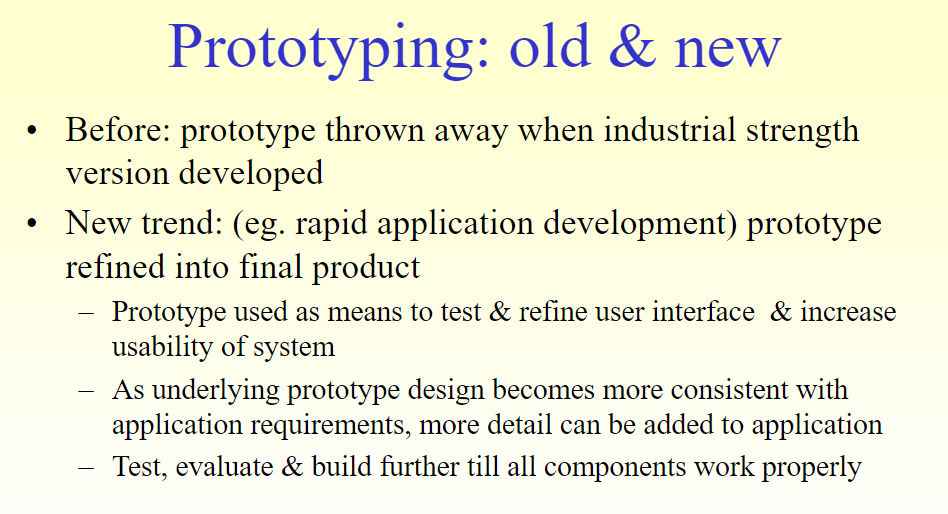 Prototyping: old & new
• Before: prototype thrown away when industrial strength
version developed
• New trend: (eg. rapid application development) prototype
refined into final product
– Prototype used as means to test & refine user interface  & increase
usability of system
– As underlying prototype design becomes more consistent with
application requirements, more detail can be added to application
– Test, evaluate & build further till all components work properly